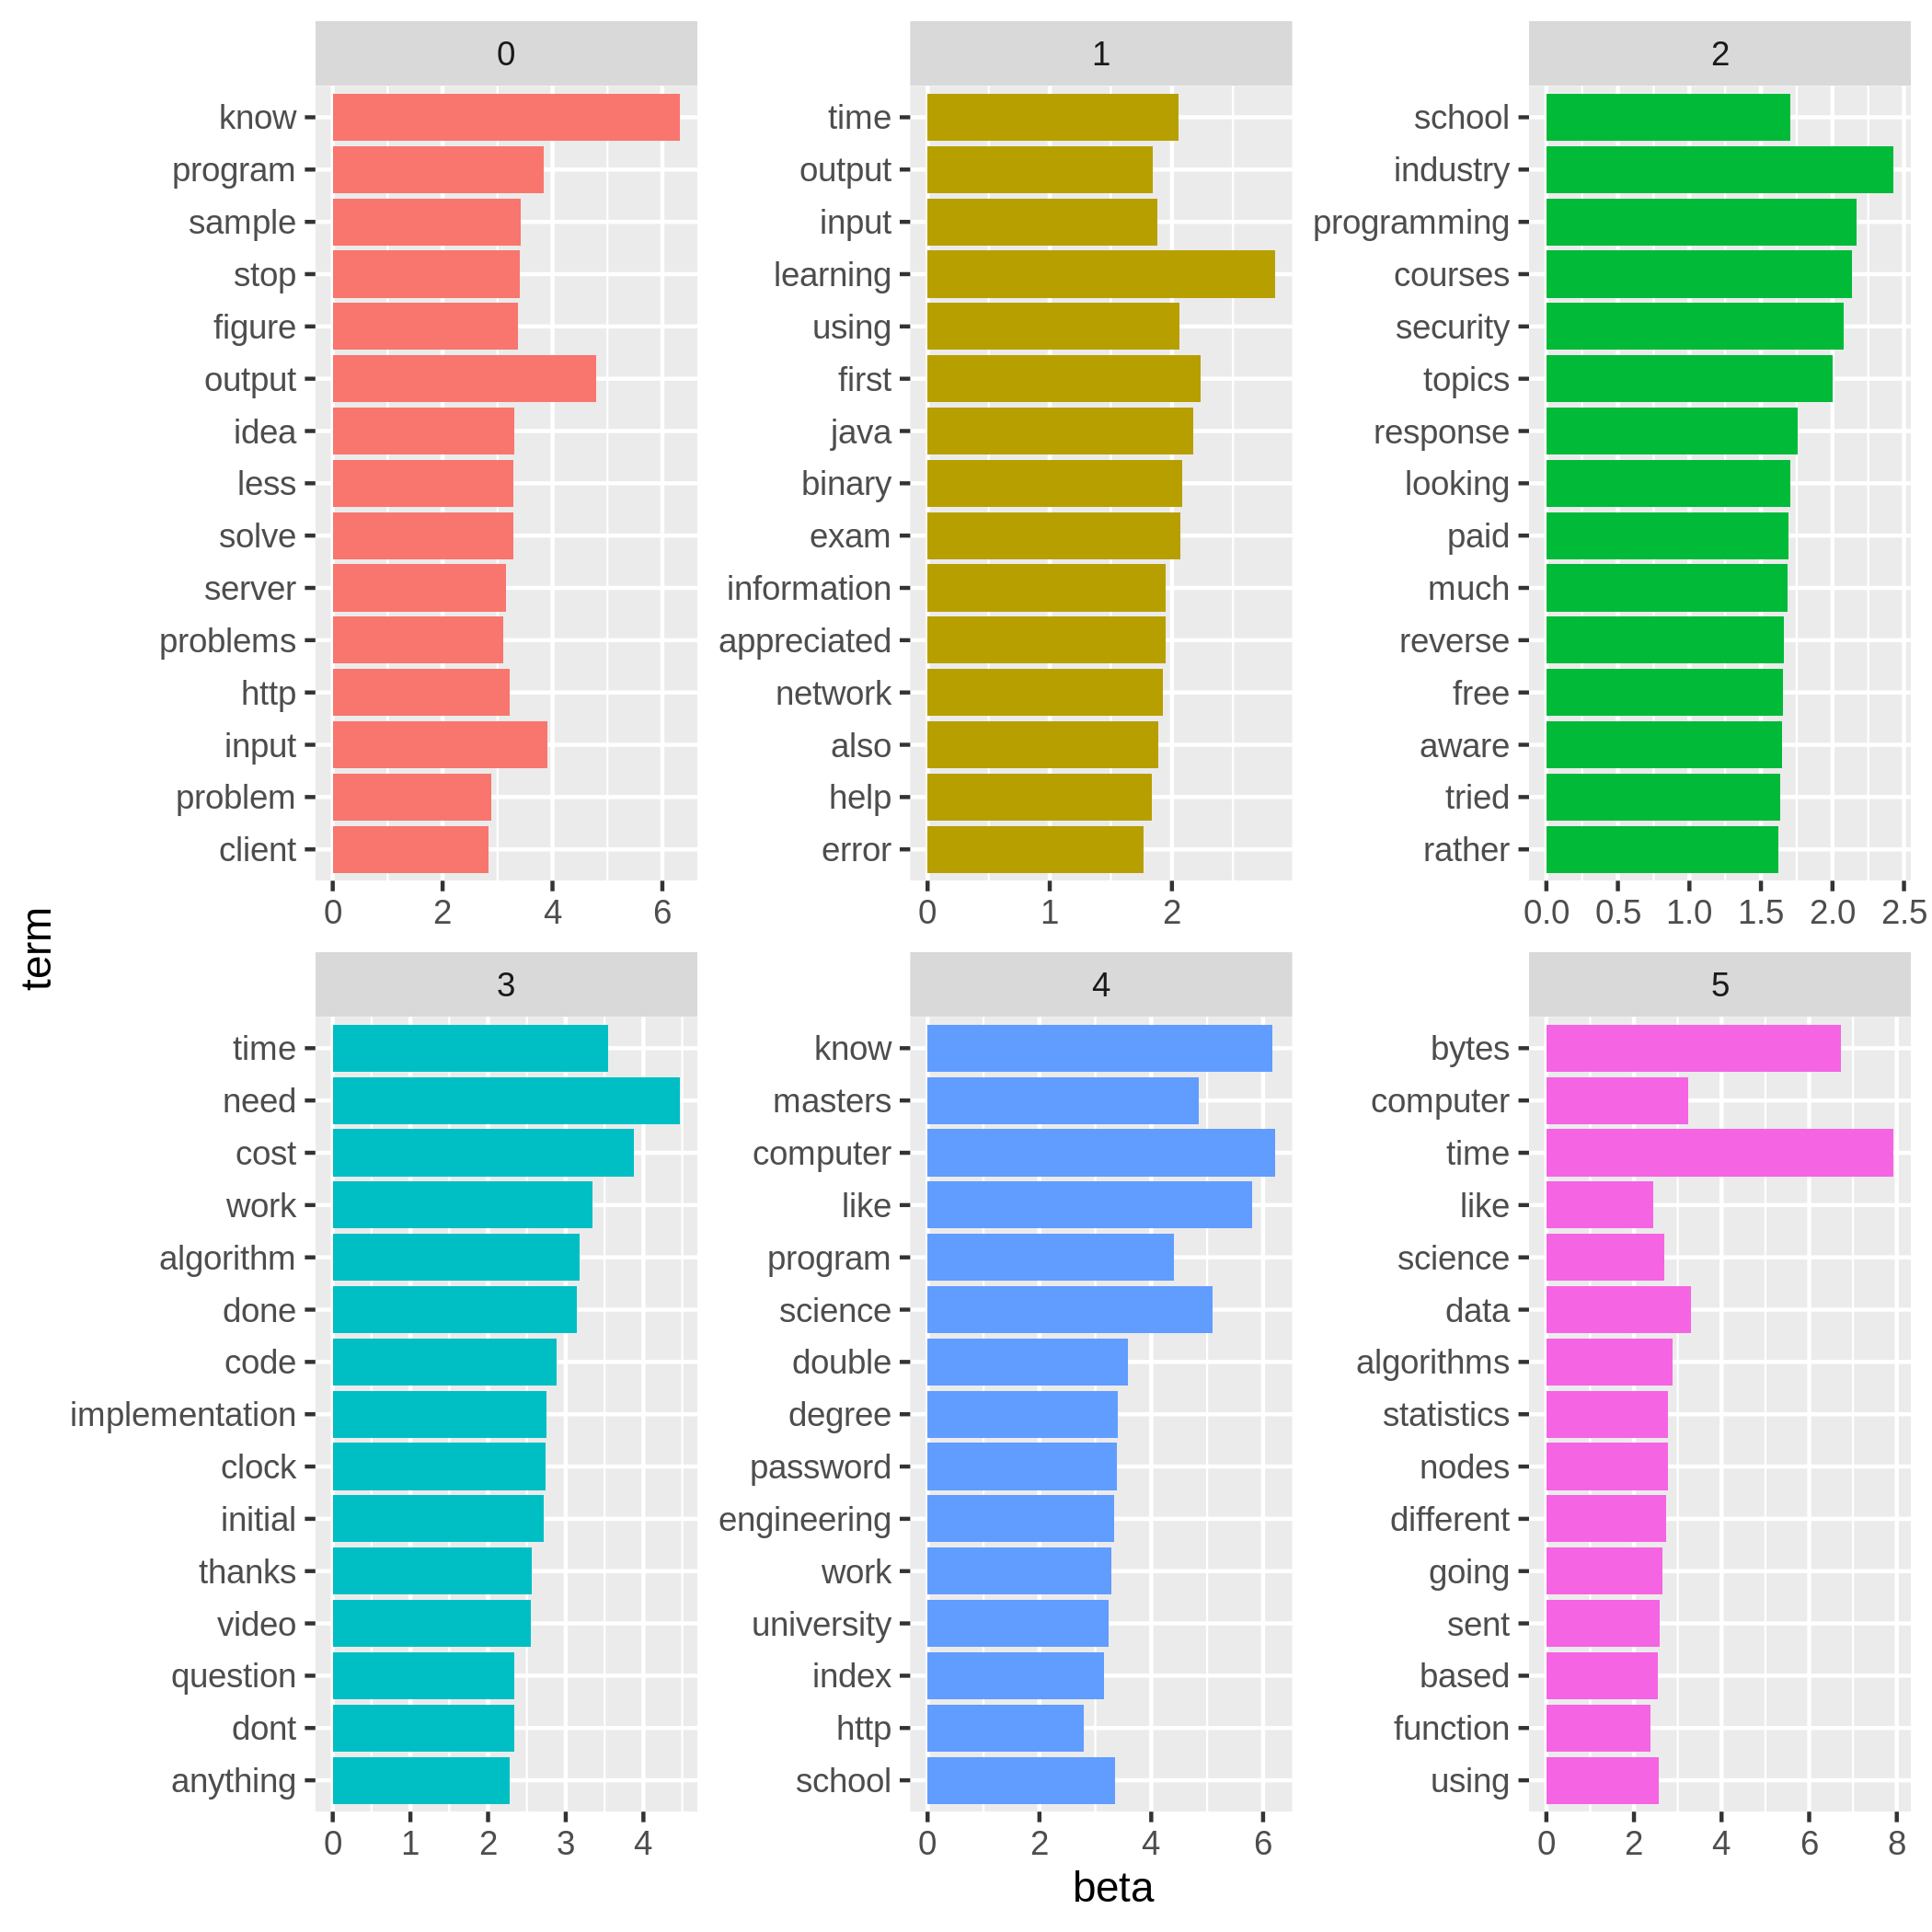 0
know
program
sample
stop
figure
output
idea
less
solve
server
problems
http
input
problem
client
0 2 4 6
1
time
output
input
learning
using
first
java
binary
exam
information
appreciated
network
also
help
error
0 1 2
2
school
industry
programming
courses
security
topics
response
looking
paid
much
reverse
free
aware
tried
rather
0.0 0.5 1.0 1.5 2.0 2.5
term
3
time
need
cost
work
algorithm
done
code
implementation
clock
initial
thanks
video
question
dont
anything
0 1 2 3 4
4
know
masters
computer
like
program
science
double
degree
password
engineering
work
university
index
http
school
0 2 4 6
5
bytes
computer
time
like
science
data
algorithms
statistics
nodes
different
going
sent
based
function
using
0 2 4 6 8
beta